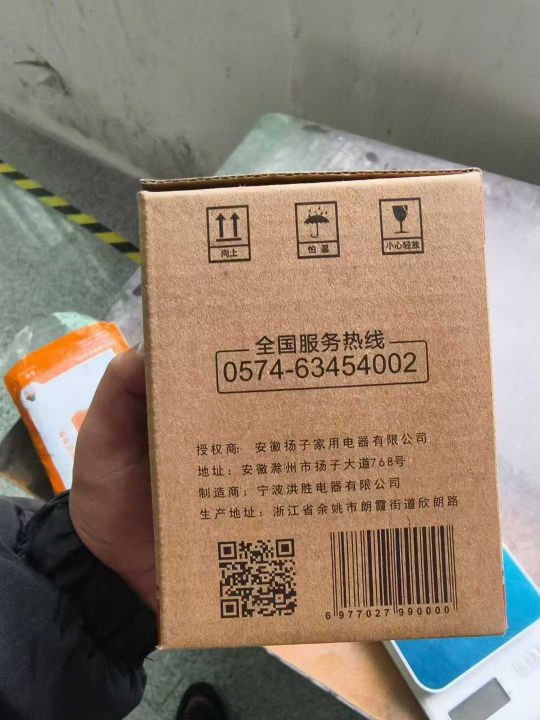 向上
怕湿
小心轻放
全国服务热线
0574-63454002
授权商: 安徽扬子家用电器有限公司
地址: 安徽滁州市扬子大道768号
制造商: 宁波洪胜电器有限公司
生产地址: 浙江省余姚市朗霞街道欣朗路
6 977027 990000